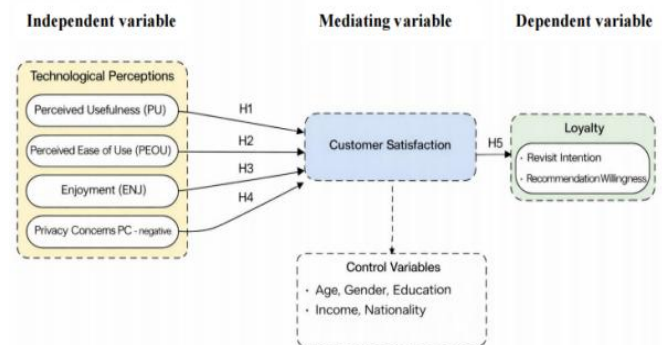 Independent variable
Mediating variable
Dependent variable
Technological Perceptions
Perceived Usefulness (PU)
Perceived Ease of Use (PEOU)
Enjoyment (ENJ)
Privacy Concerns PC - negative
H1
H2
H3
H4
Customer Satisfaction
H5
Loyalty
· Revisit Intention
· RecommendationWillingness
Control Variables
· Age, Gender, Education
· Income, Nationality